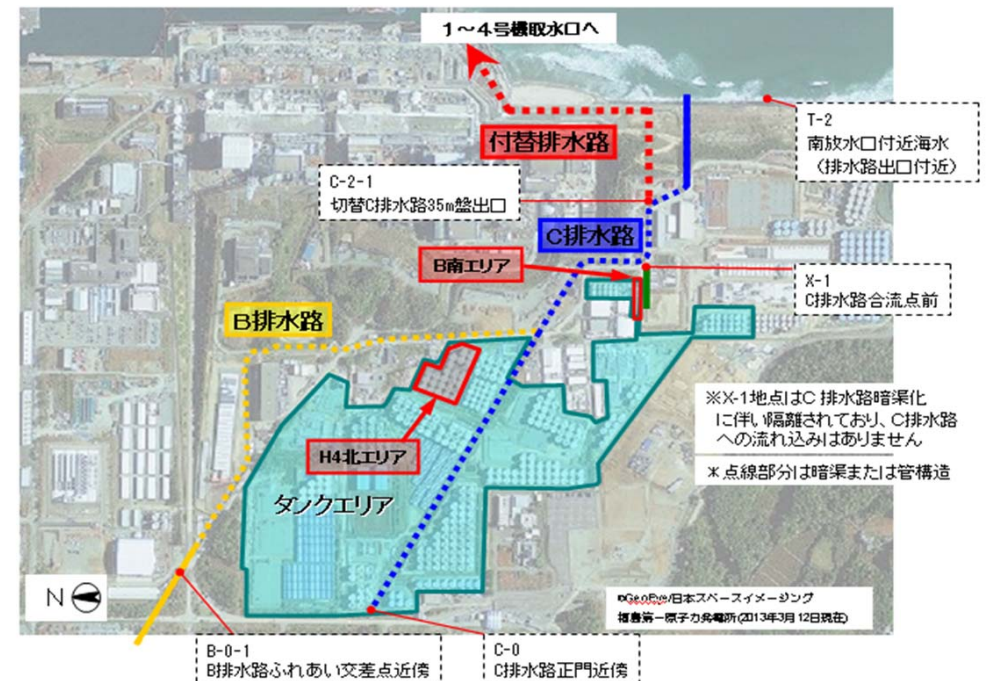 1～4号機取水口へ
T-2
南放水口付近海水
(排水路出口付近)
付替排水路
C-2-1
切替C排水路35m盤出口
C排水路
B南エリア
X-1
C排水路合流点前
B排水路
※X-1地点はC排水路暗渠化
に伴い隔離されており、C排水路
への流れ込みはありません
H4北エリア
＊点線部分は暗渠または管構造
タンクエリア
N
©GeoEye/日本スペースイメージング
福島第一原子力発電所(2013年3月12日現在)
B-0-1
B排水路ふれあい交差点近傍
C-0
C排水路正門近傍